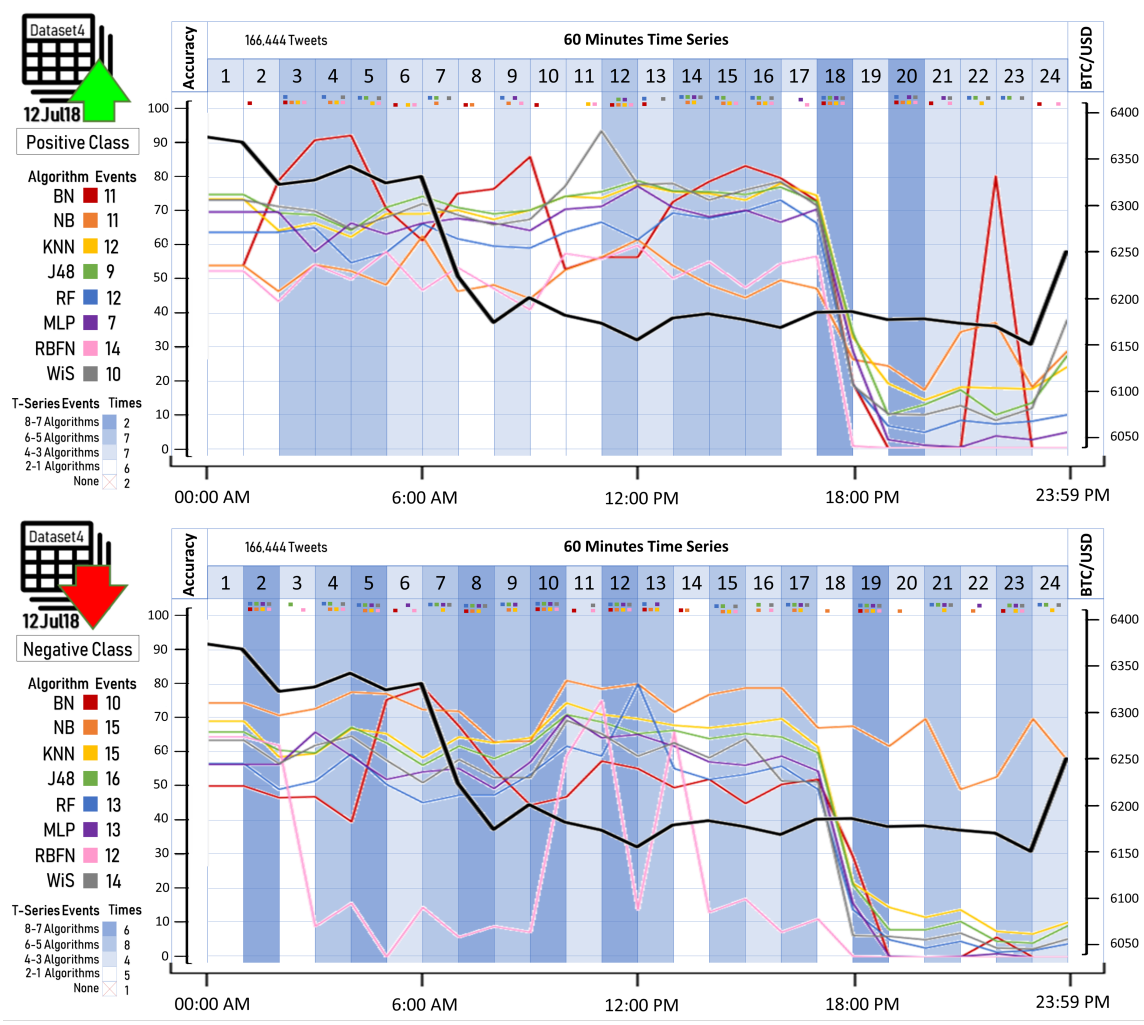 Dataset4
12Jul18
Positive Class
Algorithm Events
BN 11
NB 11
KNN 12
J48 9
RF 12
MLP 7
RBFN 14
WiS 10
T-Series Events Times
8-7 Algorithms 2
6-5 Algorithms 7
4-3 Algorithms 7
2-1 Algorithms 6
None 2
Accuracy
166,444 Tweets
60 Minutes Time Series
BTC/USD
1 2 3 4 5 6 7 8 9 10 11 12 13 14 15 16 17 18 19 20 21 22 23 24
100
90
80
70
60
50
40
30
20
10
0
6400
6350
6300
6250
6200
6150
6100
6050
00:00 AM 6:00 AM 12:00 PM 18:00 PM 23:59 PM
Dataset4
12Jul18
Negative Class
Algorithm Events
BN 10
NB 15
KNN 15
J48 16
RF 13
MLP 13
RBFN 12
WiS 14
T-Series Events Times
8-7 Algorithms 6
6-5 Algorithms 8
4-3 Algorithms 4
2-1 Algorithms 5
None 1
Accuracy
166,444 Tweets
60 Minutes Time Series
BTC/USD
1 2 3 4 5 6 7 8 9 10 11 12 13 14 15 16 17 18 19 20 21 22 23 24
100
90
80
70
60
50
40
30
20
10
0
6400
6350
6300
6250
6200
6150
6100
6050
00:00 AM 6:00 AM 12:00 PM 18:00 PM 23:59 PM